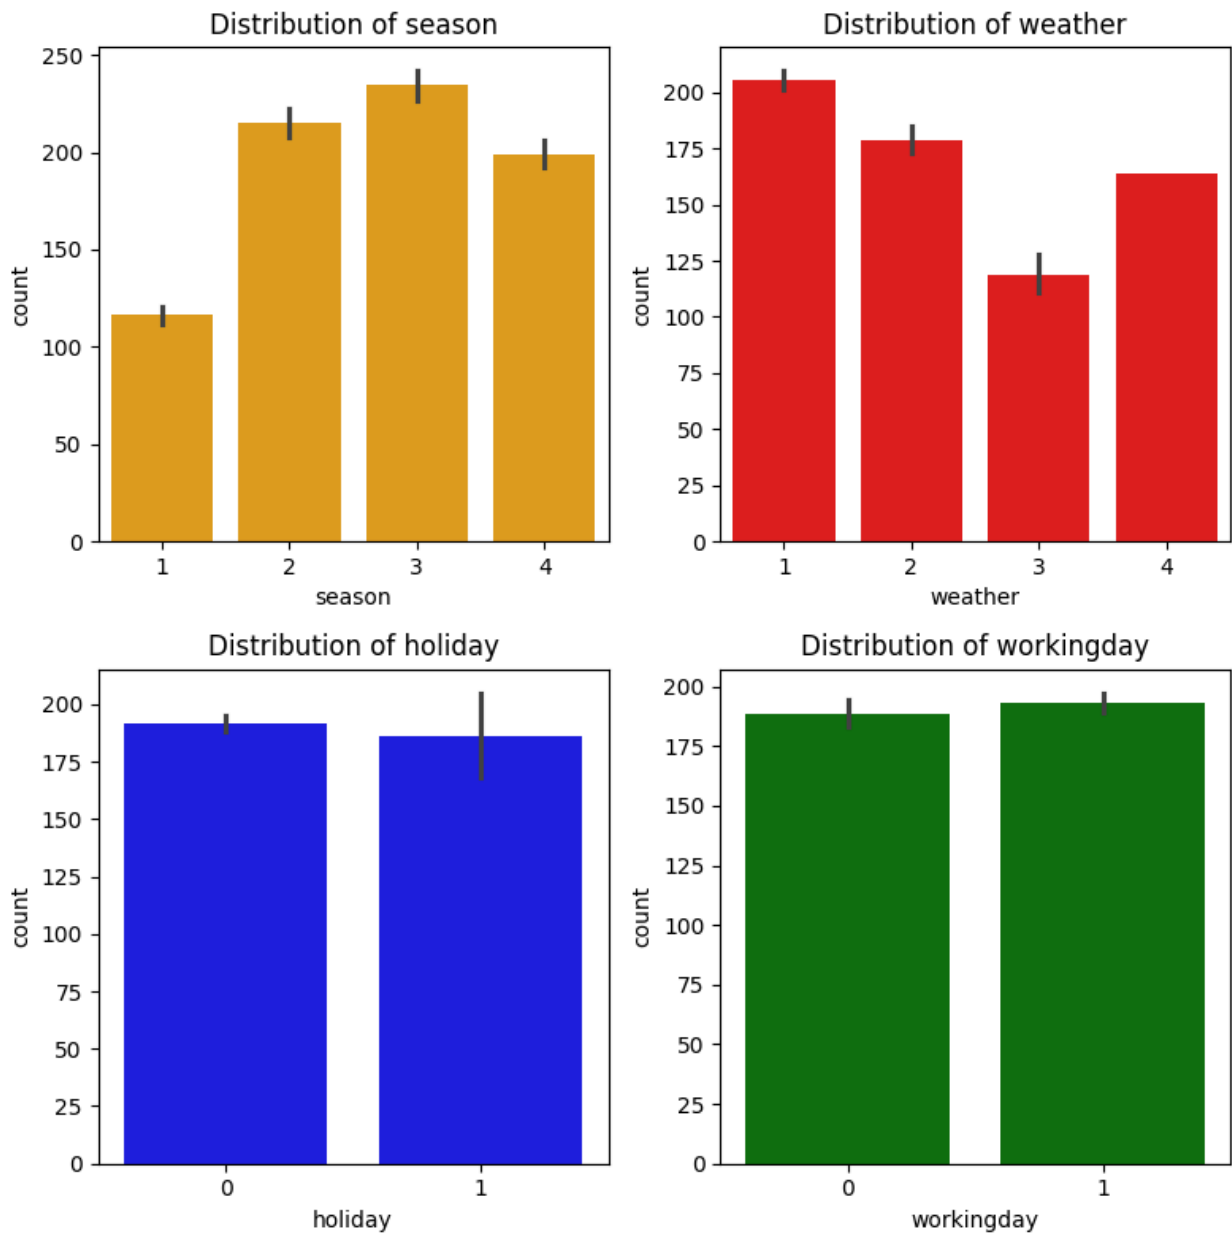 Distribution of season
250
200
150
100
50
0
count
1 2 3 4
season
Distribution of weather
200
175
150
125
100
75
50
25
0
count
1 2 3 4
weather
Distribution of holiday
200
175
150
125
100
75
50
25
0
count
0 1
holiday
Distribution of workingday
200
175
150
125
100
75
50
25
0
count
0 1
workingday